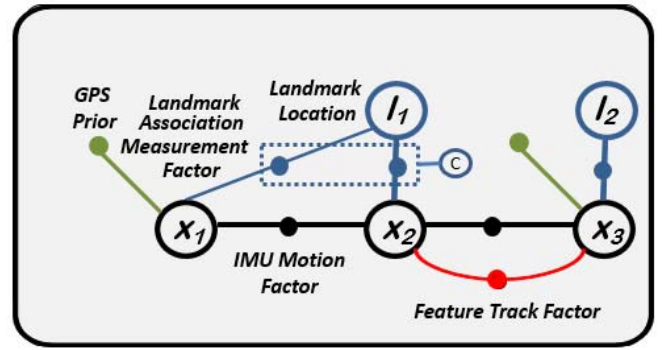 GPS
Prior
Landmark
Association
Measurement
Factor
Landmark
Location
l1
l2
C
x1
x2
x3
IMU Motion
Factor
Feature Track Factor